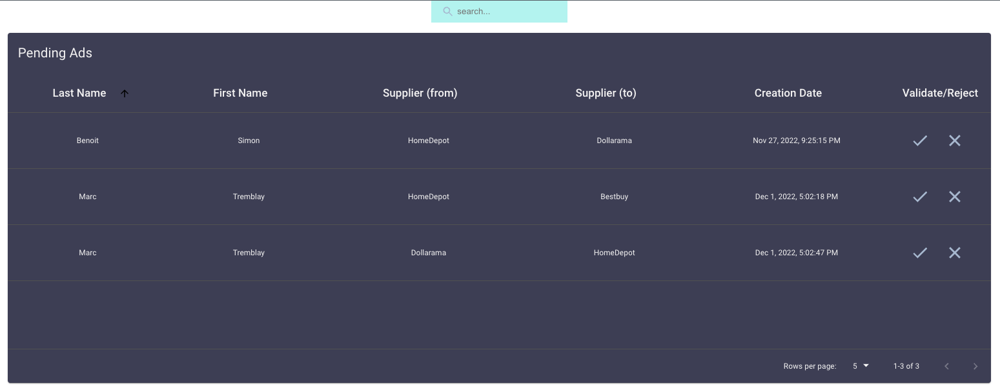 search...
Pending Ads
Last Name First Name Supplier (from) Supplier (to) Creation Date Validate/Reject
Benoit Simon HomeDepot Dollarama Nov 27, 2022, 9:25:15 PM
Marc Tremblay HomeDepot Bestbuy Dec 1, 2022, 5:02:18 PM
Marc Tremblay Dollarama HomeDepot Dec 1, 2022, 5:02:47 PM
Rows per page: 5 1-3 of 3